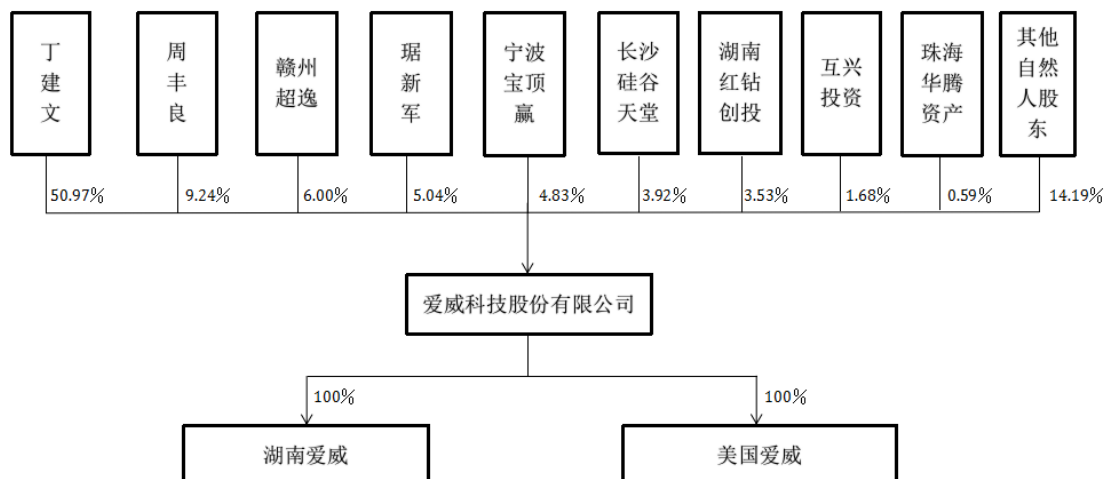 丁
建
文
周
丰
良
赣州
超逸
琚
新
军
宁波
宝顶
赢
长沙
硅谷
天堂
湖南
红钻
创投
互兴
投资
珠海
华腾
资产
其他
自然
人股
东
50.97%
9.24%
6.00%
5.04%
4.83%
3.92%
3.53%
1.68%
0.59%
14.19%
爱威科技股份有限公司
100%
100%
湖南爱威
美国爱威